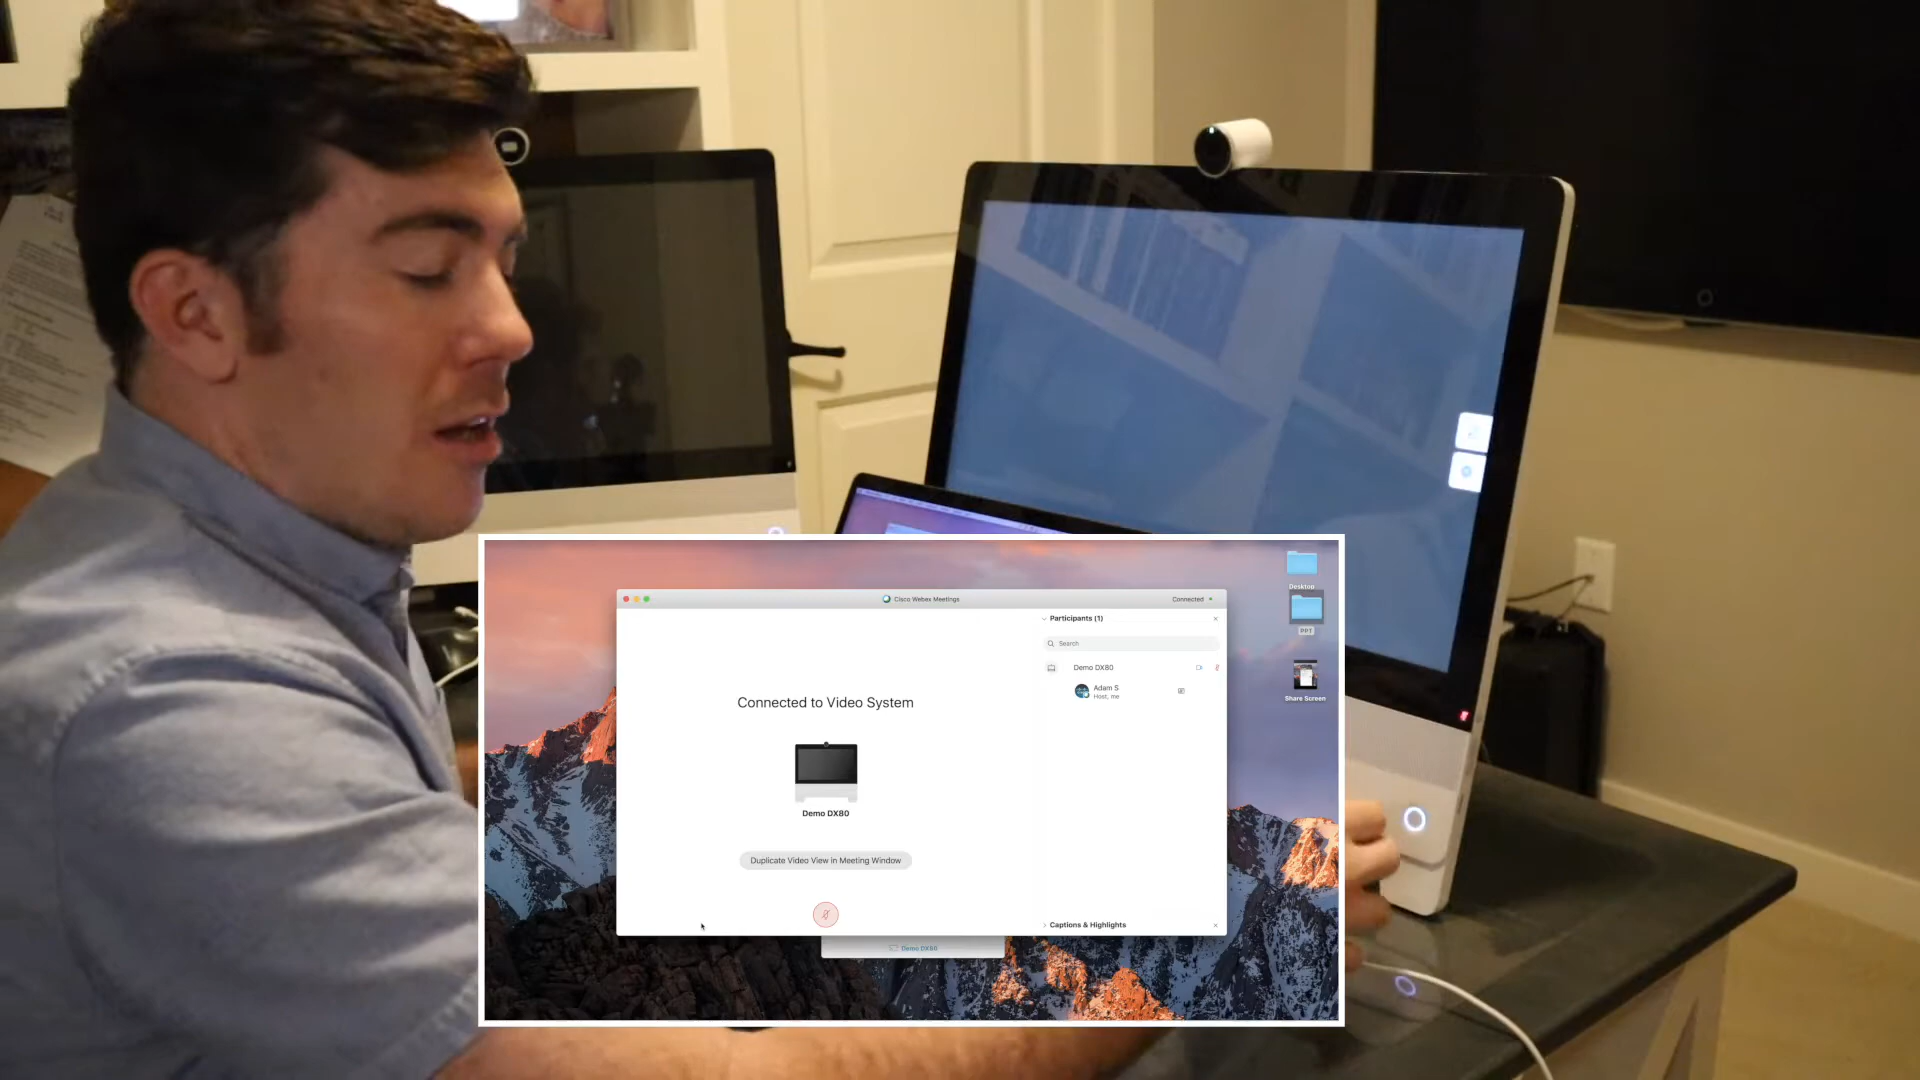 Desktop
PPT
Share Screen
Cisco Webex Meetings
Connected
Participants (1)
Search
Demo DX80
Adam S
Host, me
Connected to Video System
Demo DX80
Duplicate Video View in Meeting Window
Captions & Highlights
Demo DX80